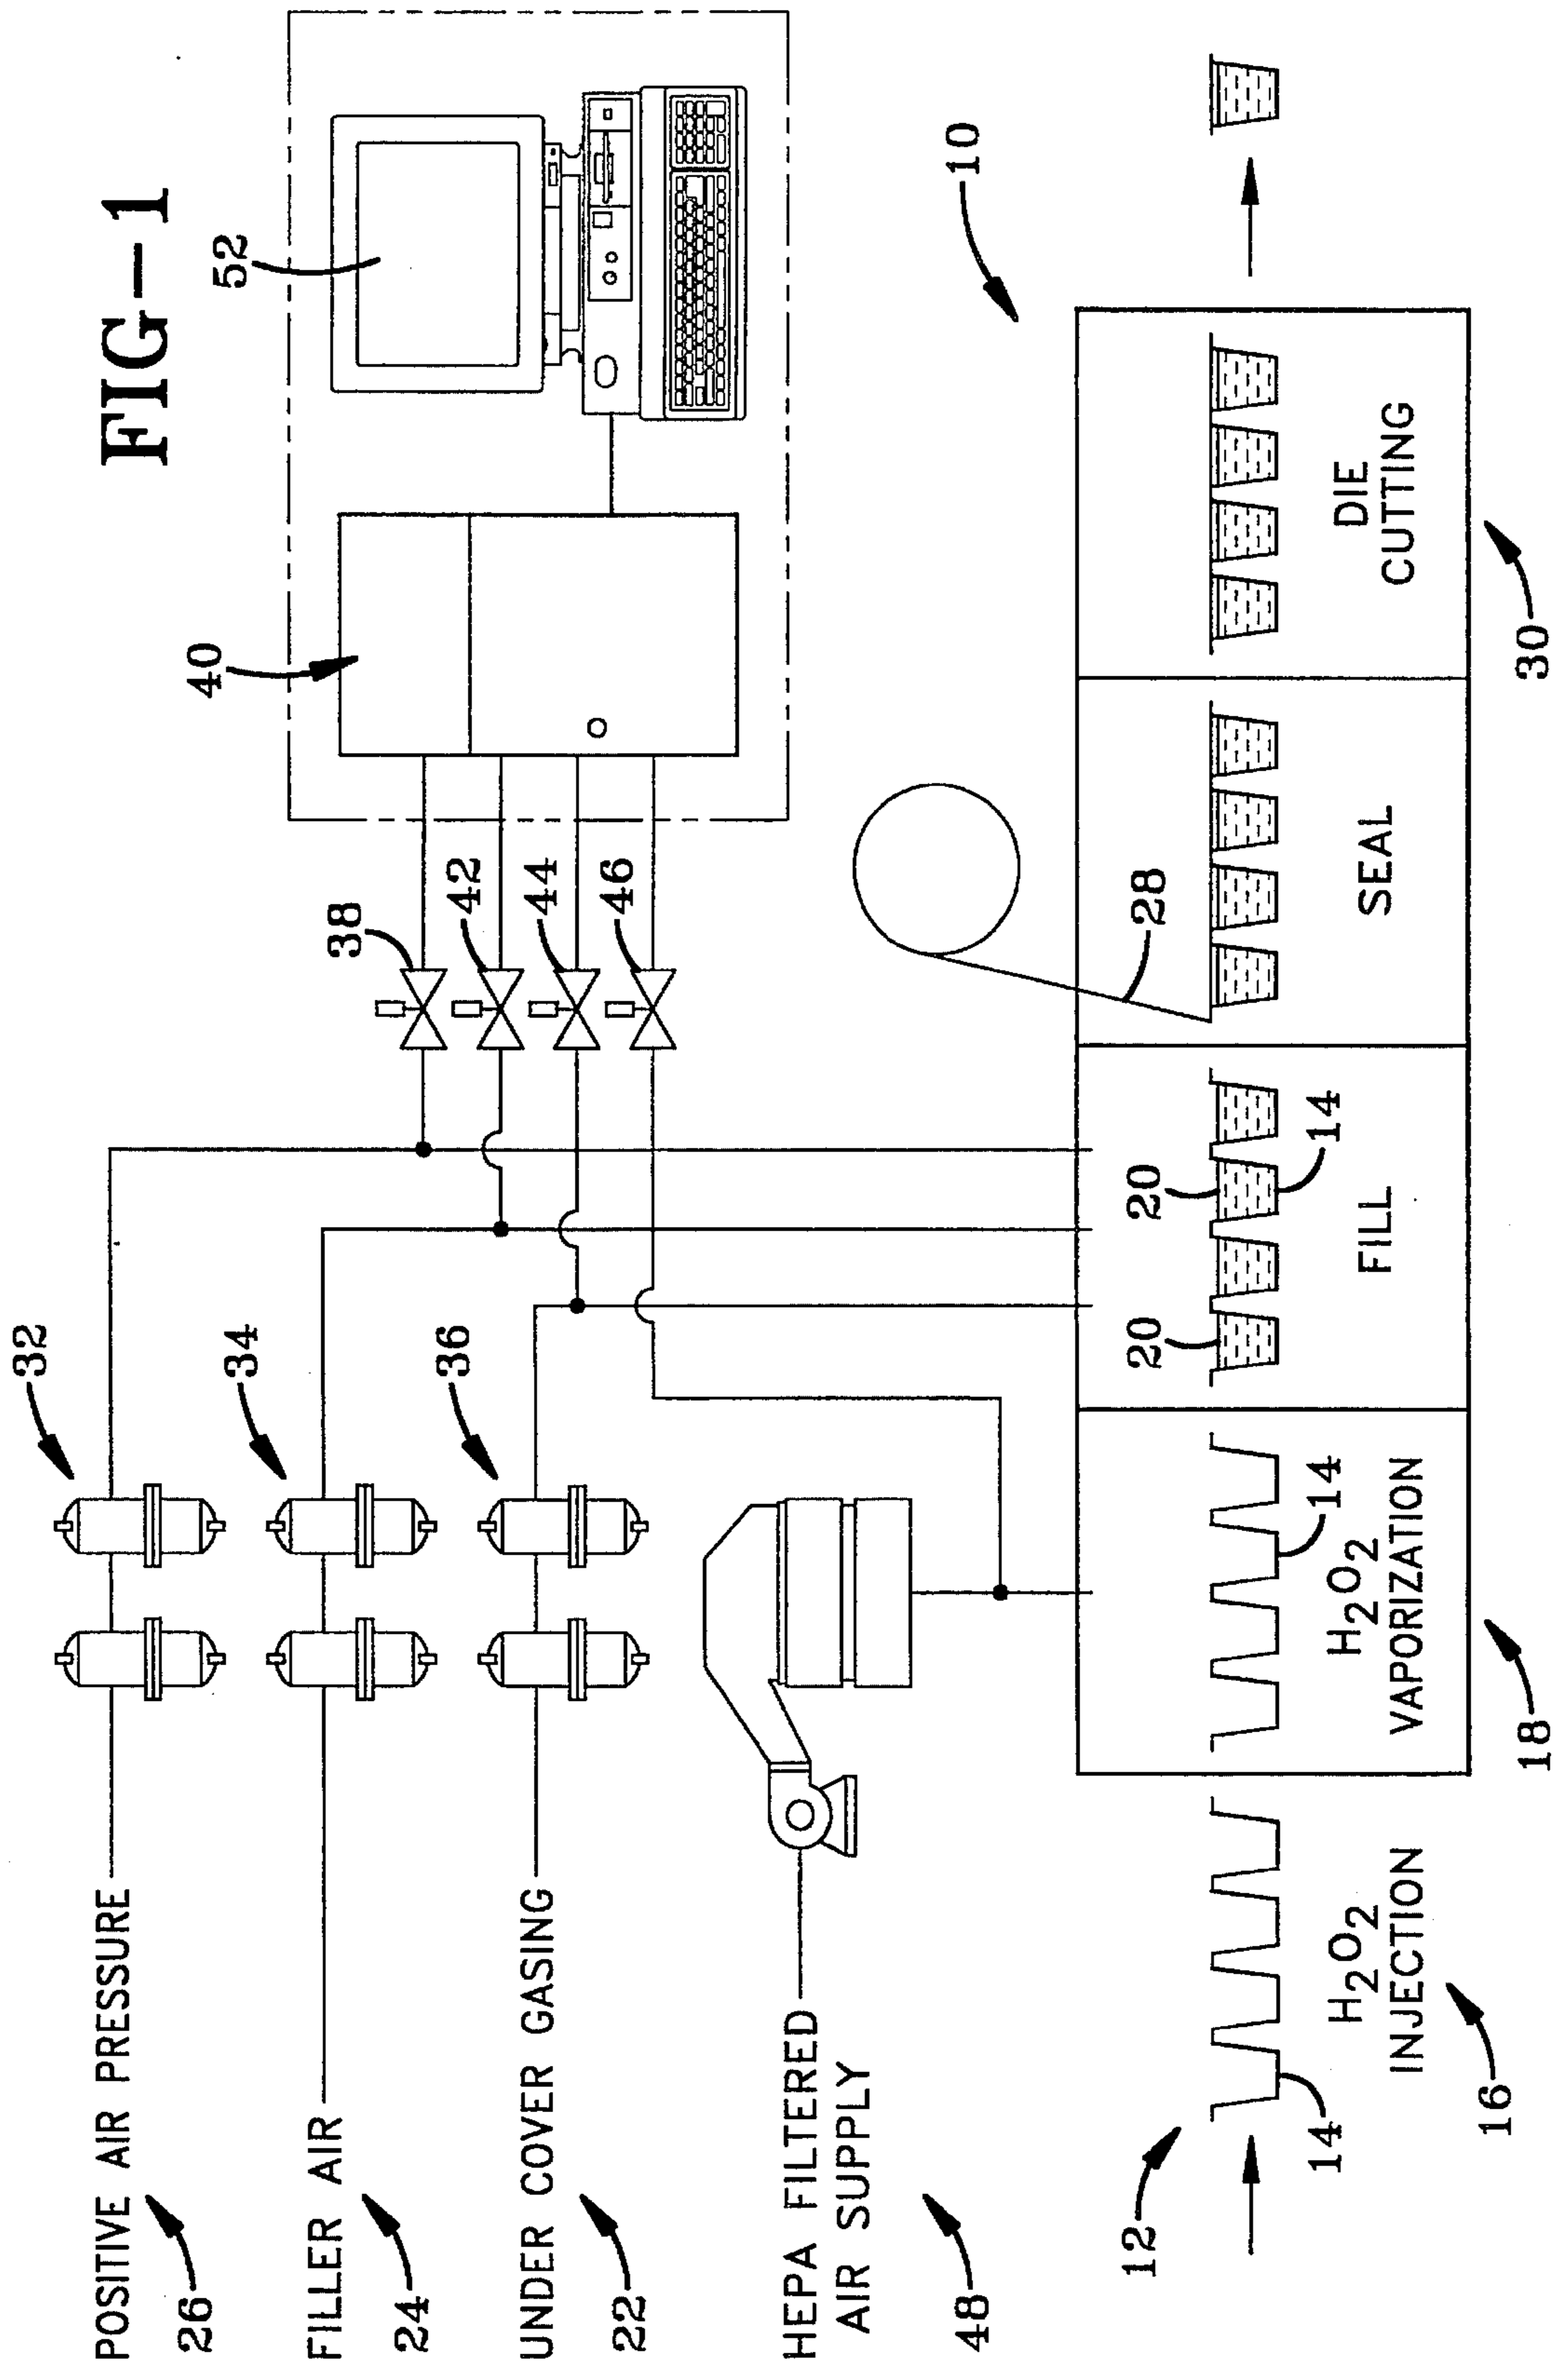 FIG-1
52
40
38
42
44
46
32
34
36
POSITIVE AIR PRESSURE
26
FILLER AIR
24
UNDER COVER GASING
22
HEPA FILTERED
AIR SUPPLY
48
10
28
12
14
H2O2
INJECTION
16
14
H2O2
VAPORIZATION
18
20
20
14
FILL
SEAL
DIE
CUTTING
30